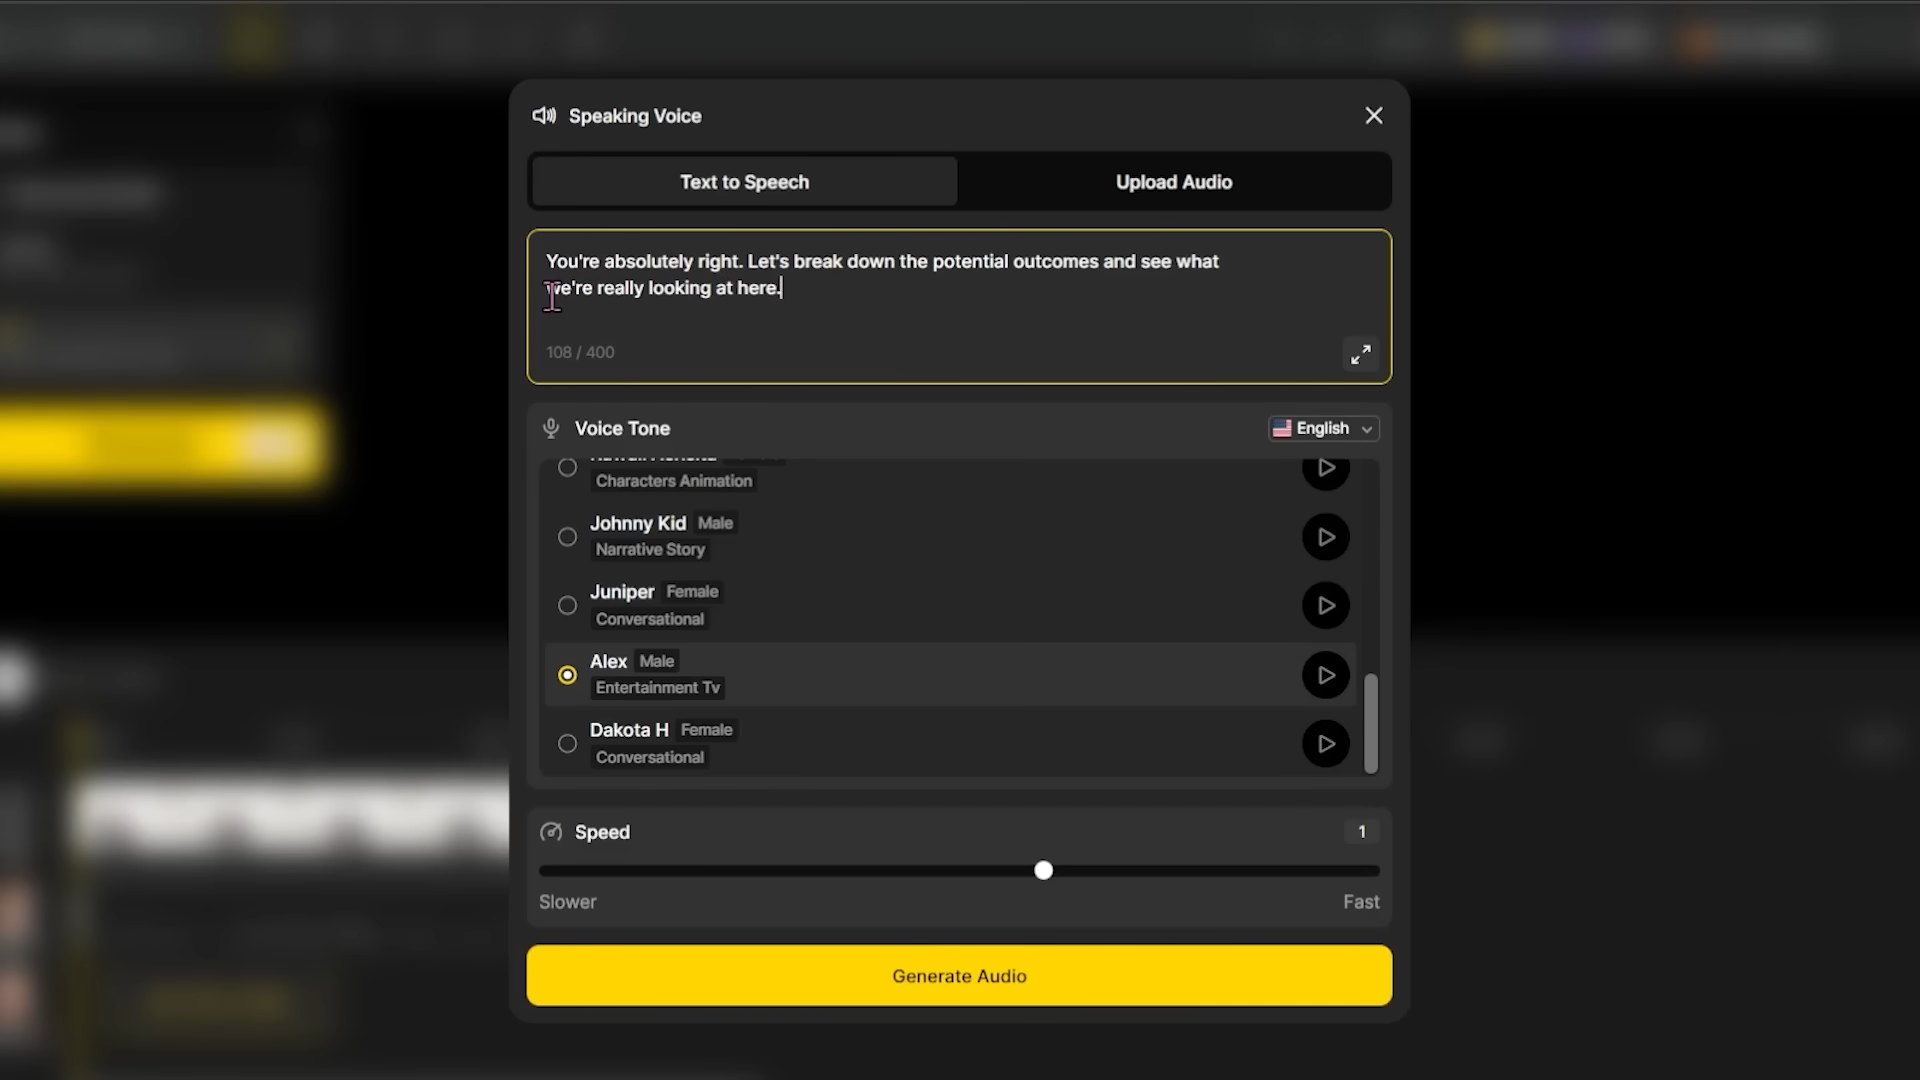 Speaking Voice
Text to Speech
Upload Audio
You're absolutely right. Let's break down the potential outcomes and see what
we're really looking at here.
108 / 400
Voice Tone
English
Characters Animation
Johnny Kid Male
Narrative Story
Juniper Female
Conversational
Alex Male
Entertainment Tv
Dakota H Female
Conversational
Speed
1
Slower
Fast
Generate Audio